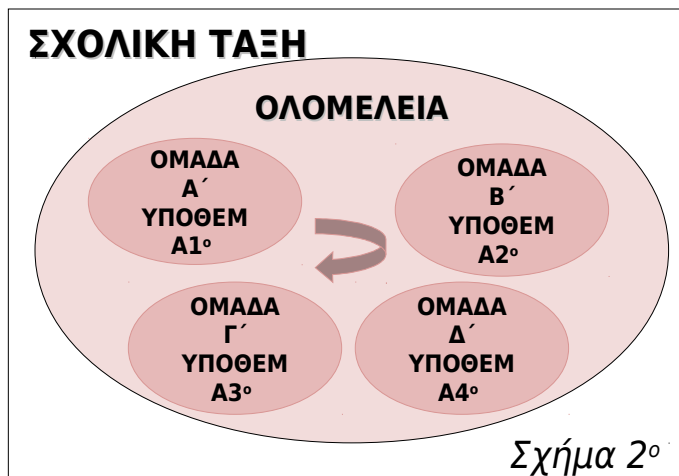 ΣΧΟΛΙΚΗ ΤΑΞΗ
ΟΛΟΜΕΛΕΙΑ
ΟΜΑΔΑ
Α΄
ΥΠΟΘΕΜ
Α1ο
ΟΜΑΔΑ
Β΄
ΥΠΟΘΕΜ
Α2ο
ΟΜΑΔΑ
Γ΄
ΥΠΟΘΕΜ
Α3ο
ΟΜΑΔΑ
Δ΄
ΥΠΟΘΕΜ
Α4ο
Σχήμα 2ο